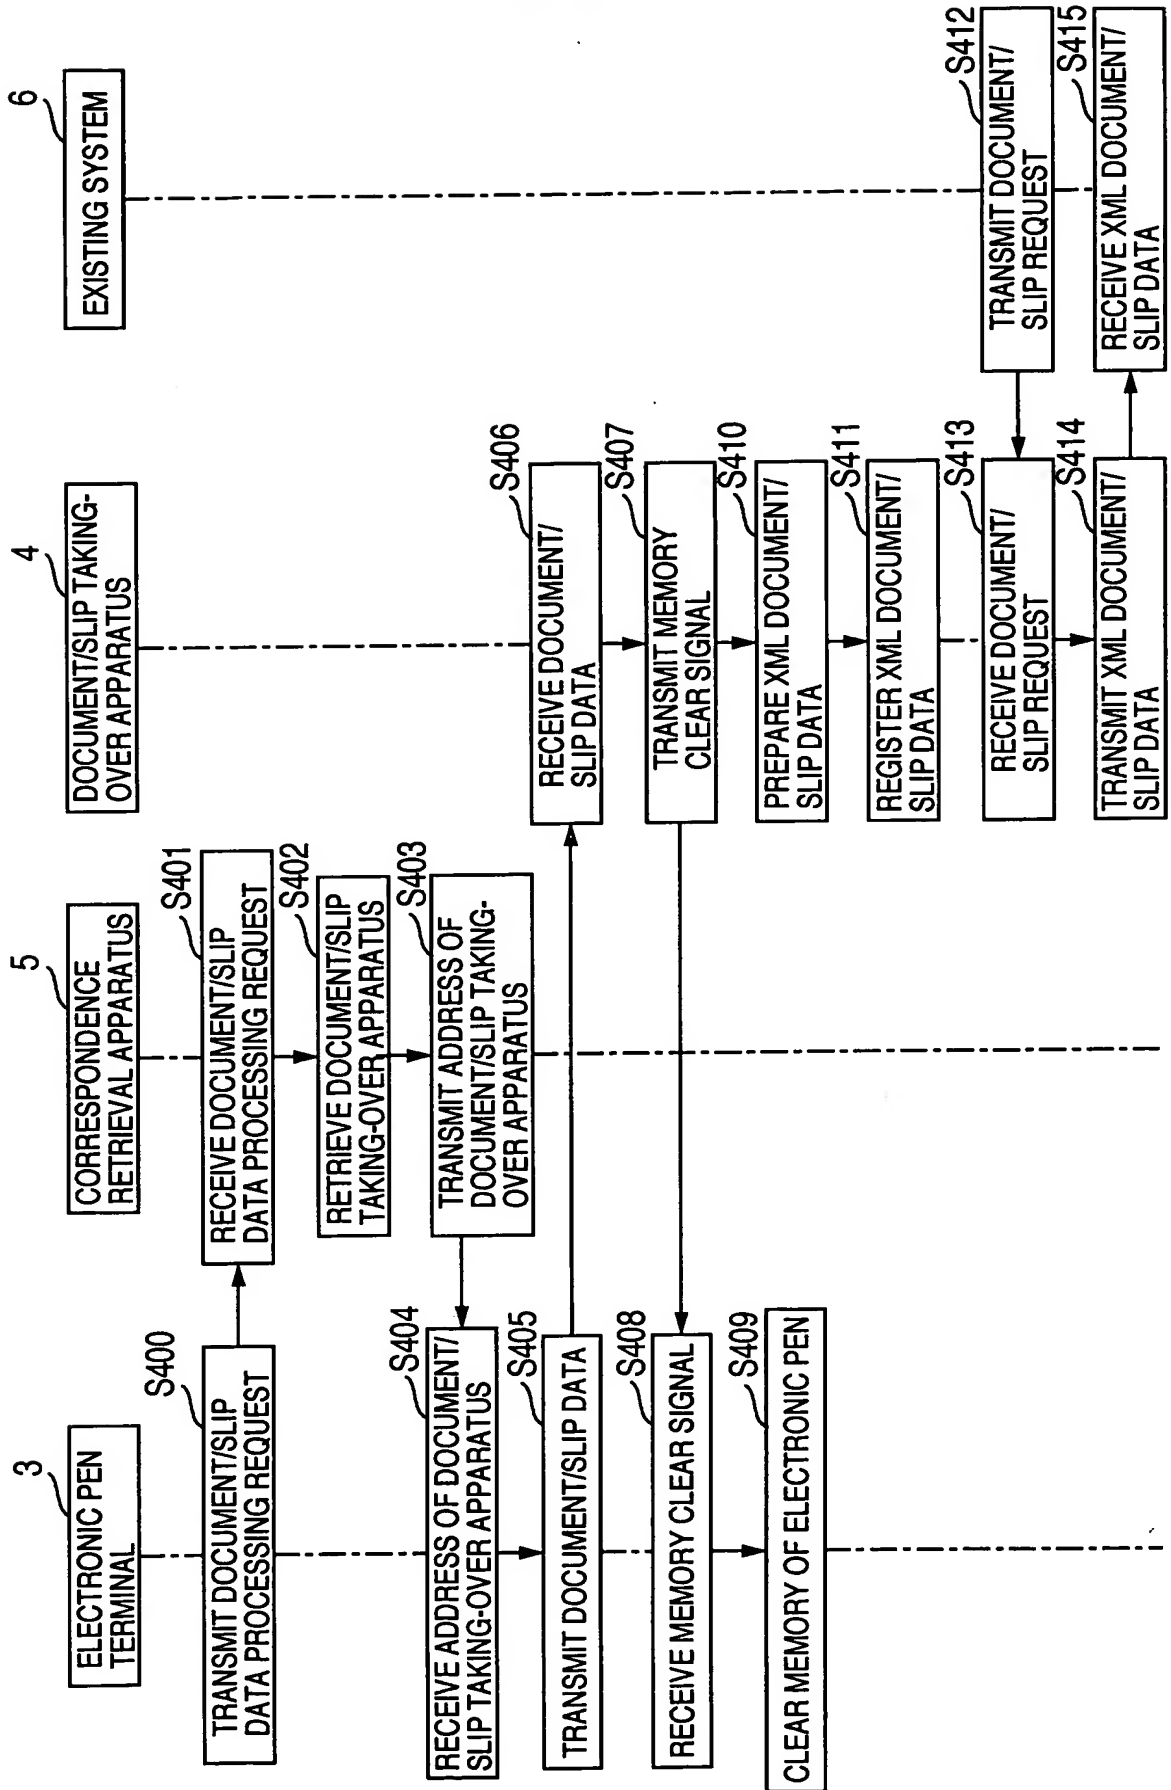 3
ELECTRONIC PEN
TERMINAL
5
CORRESPONDENCE
RETRIEVAL APPARATUS
4
DOCUMENT/SLIP TAKING-
OVER APPARATUS
6
EXISTING SYSTEM
S400
TRANSMIT DOCUMENT/SLIP
DATA PROCESSING REQUEST
S401
RECEIVE DOCUMENT/SLIP
DATA PROCESSING REQUEST
S402
RETRIEVE DOCUMENT/SLIP
TAKING-OVER APPARATUS
S403
TRANSMIT ADDRESS OF
DOCUMENT/SLIP TAKING-
OVER APPARATUS
S404
RECEIVE ADDRESS OF DOCUMENT/
SLIP TAKING-OVER APPARATUS
S405
TRANSMIT DOCUMENT/SLIP DATA
S406
RECEIVE DOCUMENT/
SLIP DATA
S407
TRANSMIT MEMORY
CLEAR SIGNAL
S408
RECEIVE MEMORY CLEAR SIGNAL
S409
CLEAR MEMORY OF ELECTRONIC PEN
S410
PREPARE XML DOCUMENT/
SLIP DATA
S411
REGISTER XML DOCUMENT/
SLIP DATA
S412
TRANSMIT DOCUMENT/
SLIP REQUEST
S413
RECEIVE DOCUMENT/
SLIP REQUEST
S414
TRANSMIT XML DOCUMENT/
SLIP DATA
S415
RECEIVE XML DOCUMENT/
SLIP DATA